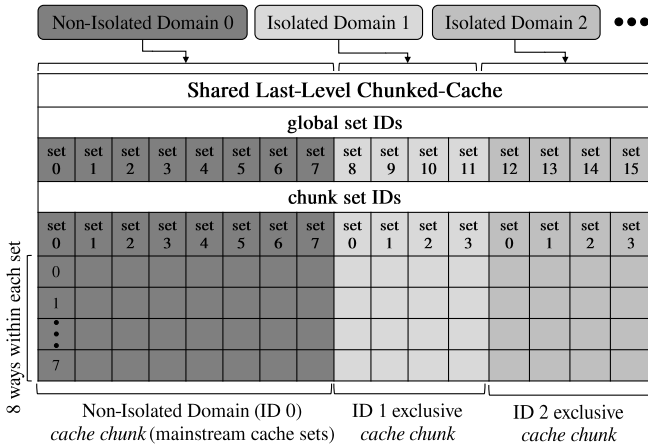 Non-Isolated Domain 0 Isolated Domain 1 Isolated Domain 2 •••
Shared Last-Level Chunked-Cache
global set IDs
set set set set set set set set set set set set set set set set
0 1 2 3 4 5 6 7 8 9 10 11 12 13 14 15
chunk set IDs
set set set set set set set set set set set set set set set set
0 1 2 3 4 5 6 7 0 1 2 3 0 1 2 3
8 ways within each set
0
1
7
Non-Isolated Domain (ID 0) ID 1 exclusive ID 2 exclusive
cache chunk (mainstream cache sets) cache chunk cache chunk